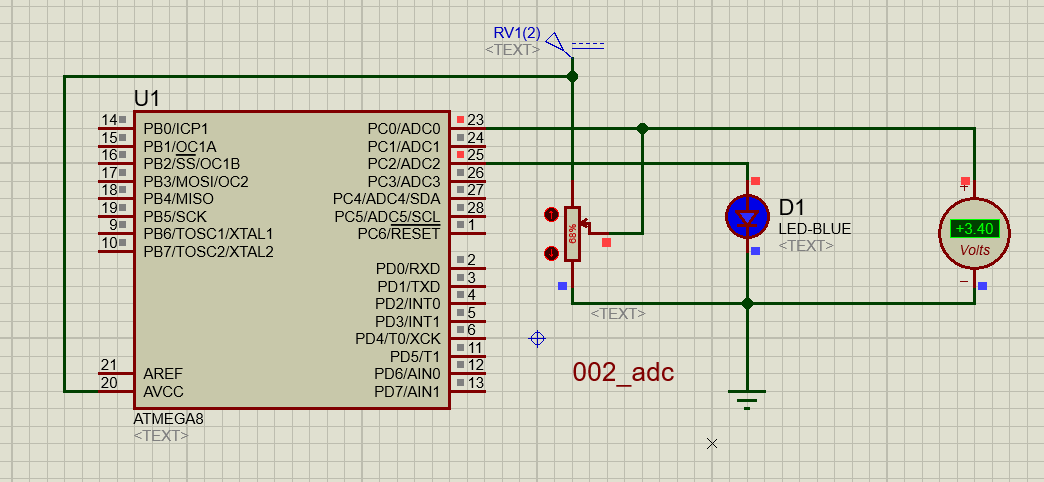 RV1(2)
<TEXT>
U1
14 PB0/ICP1
15 PB1/OC1A
16 PB2/SS/OC1B
17 PB3/MOSI/OC2
18 PB4/MISO
19 PB5/SCK
9 PB6/TOSC1/XTAL1
10 PB7/TOSC2/XTAL2
21 AREF
20 AVCC
PC0/ADC0 23
PC1/ADC1 24
PC2/ADC2 25
PC3/ADC3 26
PC4/ADC4/SDA 27
PC5/ADC5/SCL 28
PC6/RESET 1
PD0/RXD 2
PD1/TXD 3
PD2/INT0 4
PD3/INT1 5
PD4/T0/XCK 6
PD5/T1 11
PD6/AIN0 12
PD7/AIN1 13
ATMEGA8
<TEXT>
68%
<TEXT>
D1
LED-BLUE
<TEXT>
+
+3.40
Volts
−
002_adc